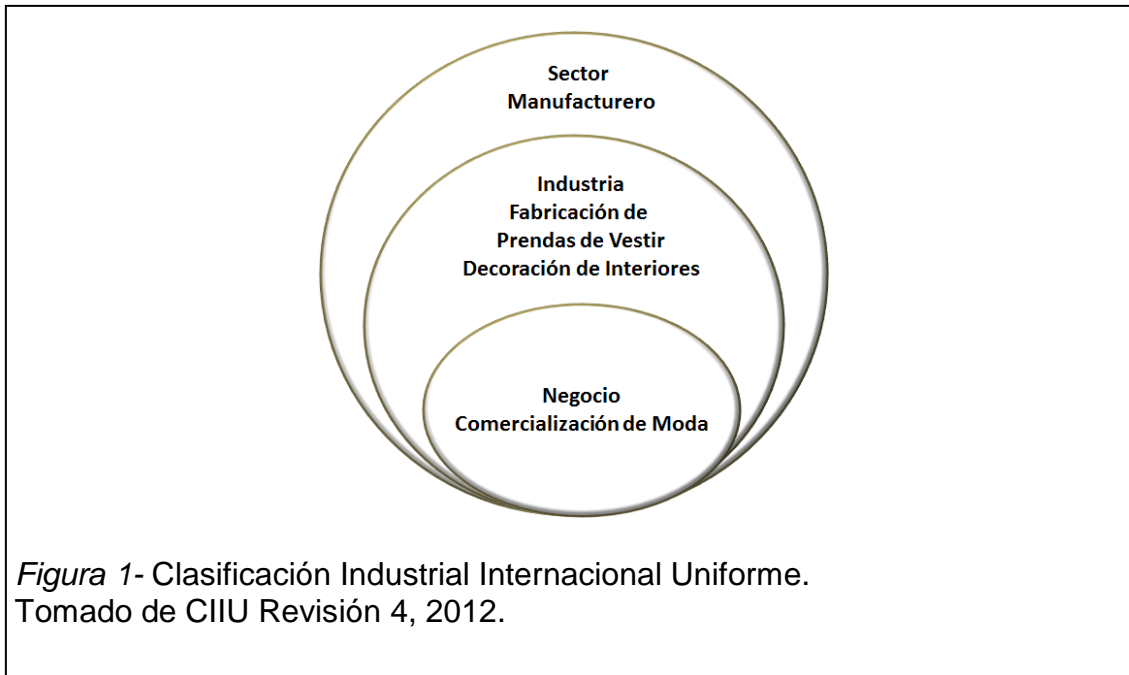 Sector
Manufacturero
Industria
Fabricación de
Prendas de Vestir
Decoración de Interiores
Negocio
Comercialización de Moda
Figura 1- Clasificación Industrial Internacional Uniforme.
Tomado de CIIU Revisión 4, 2012.